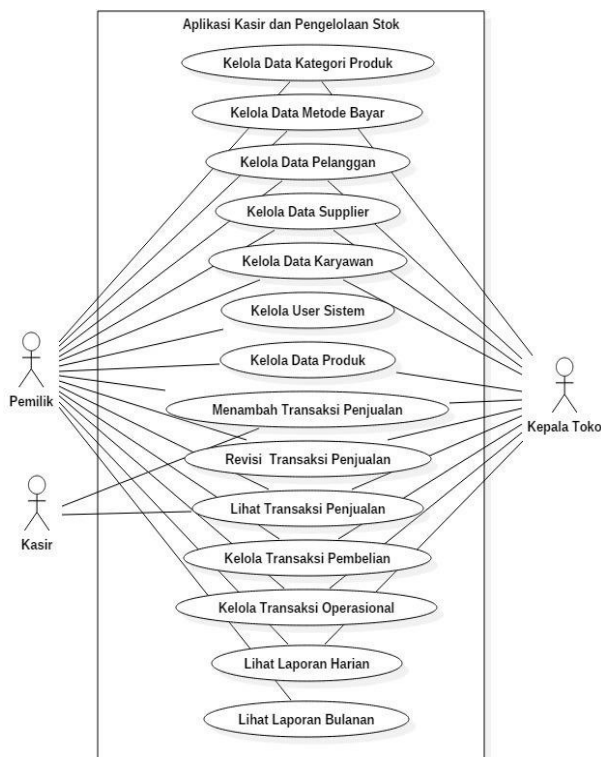 Aplikasi Kasir dan Pengelolaan Stok
Kelola Data Kategori Produk
Kelola Data Metode Bayar
Kelola Data Pelanggan
Kelola Data Supplier
Kelola Data Karyawan
Kelola User Sistem
Kelola Data Produk
Pemilik
Menambah Transaksi Penjualan
Kepala Toko
Revisi Transaksi Penjualan
Lihat Transaksi Penjualan
Kasir
Kelola Transaksi Pembelian
Kelola Transaksi Operasional
Lihat Laporan Harian
Lihat Laporan Bulanan